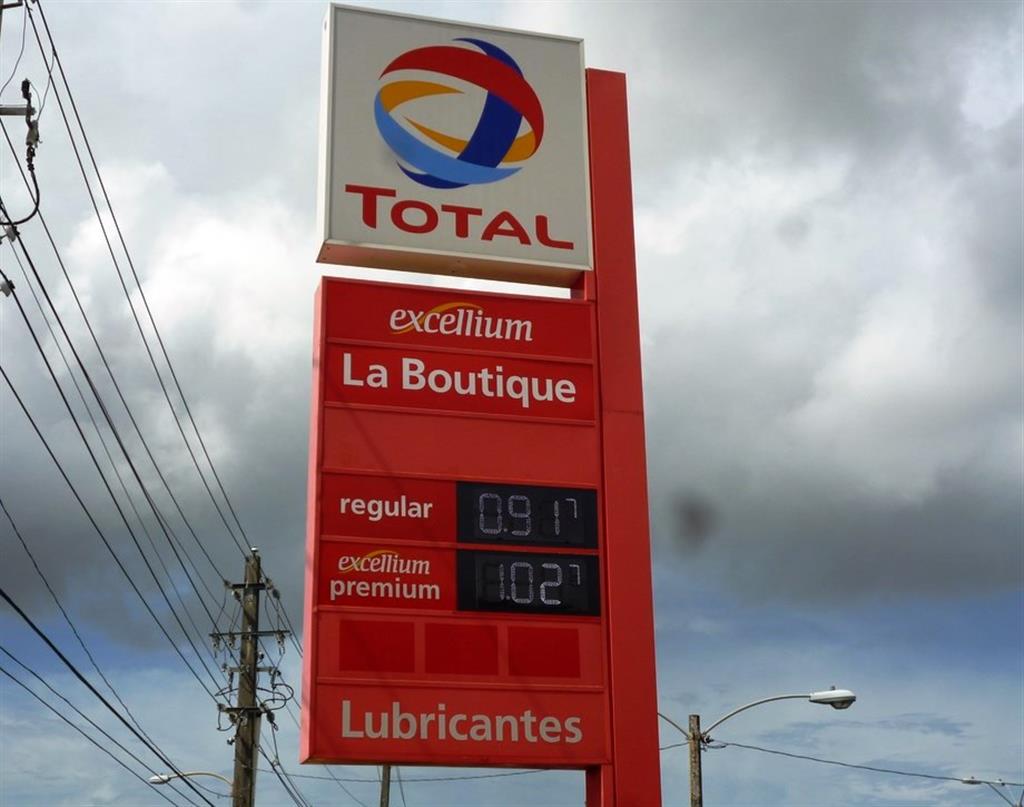 TOTAL
excellium
La Boutique
regular 0.917
excellium
premium 1.027
Lubricantes